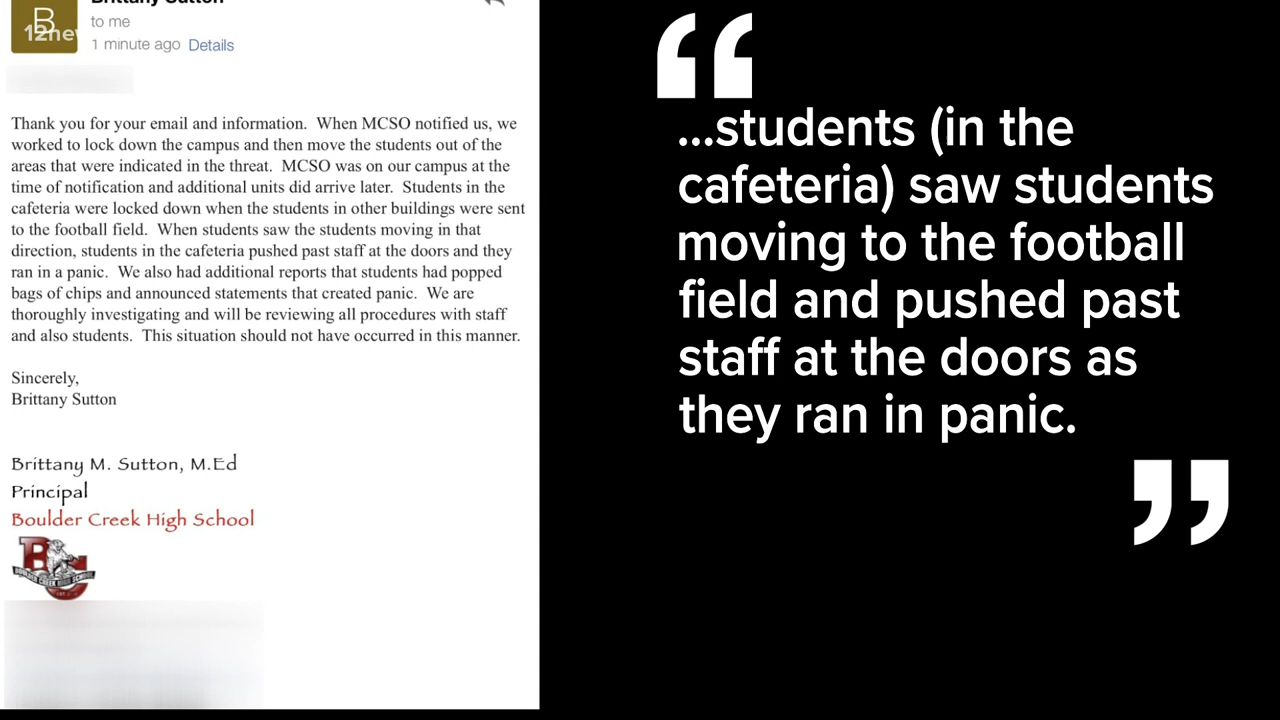 Brittany Sutton
B
12new
to me
1 minute ago Details
Thank you for your email and information. When MCSO notified us, we
worked to lock down the campus and then move the students out of the
areas that were indicated in the threat. MCSO was on our campus at the
time of notification and additional units did arrive later. Students in the
cafeteria were locked down when the students in other buildings were sent
to the football field. When students saw the students moving in that
direction, students in the cafeteria pushed past staff at the doors and they
ran in a panic. We also had additional reports that students had popped
bags of chips and announced statements that created panic. We are
thoroughly investigating and will be reviewing all procedures with staff
and also students. This situation should not have occurred in this manner.
Sincerely,
Brittany Sutton
Brittany M. Sutton, M.Ed
Principal
Boulder Creek High School
BOULDER CREEK HIGH SCHOOL
“
...students (in the
cafeteria) saw students
moving to the football
field and pushed past
staff at the doors as
they ran in panic.
”